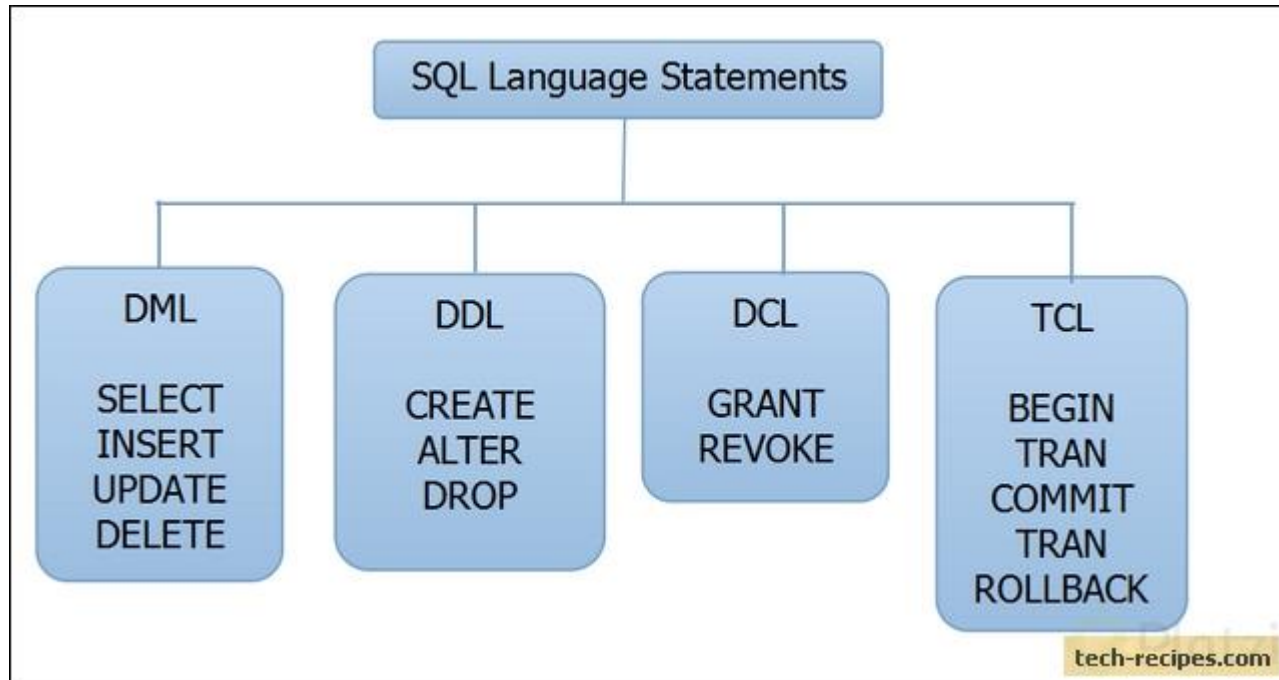 SQL Language Statements
DML
SELECT
INSERT
UPDATE
DELETE
DDL
CREATE
ALTER
DROP
DCL
GRANT
REVOKE
TCL
BEGIN
TRAN
COMMIT
TRAN
ROLLBACK
tech-recipes.com